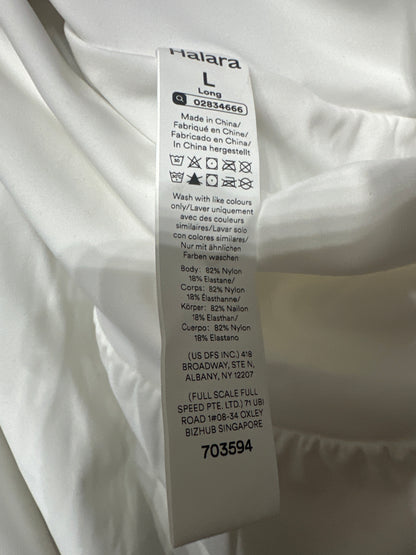 Halara
L
Long
02834666
Made in China/
Fabriqué en Chine/
Fabricado en China/
In China hergestellt
Wash with like colours
only/Laver uniquement
avec des couleurs
similaires/Lavar solo
con colores similares/
Nur mit ähnlichen
Farben waschen
Body: 82% Nylon
18% Elastane/
Corps: 82% Nylon
18% Élasthanne/
Körper: 82% Nailon
18% Elasthan/
Cuerpo: 82% Nylon
18% Elastano
(US DFS INC.) 418
BROADWAY, STE N,
ALBANY, NY 12207
(FULL SCALE FULL
SPEED PTE. LTD.) 71 UBI
ROAD 1#08-34 OXLEY
BIZHUB SINGAPORE
703594